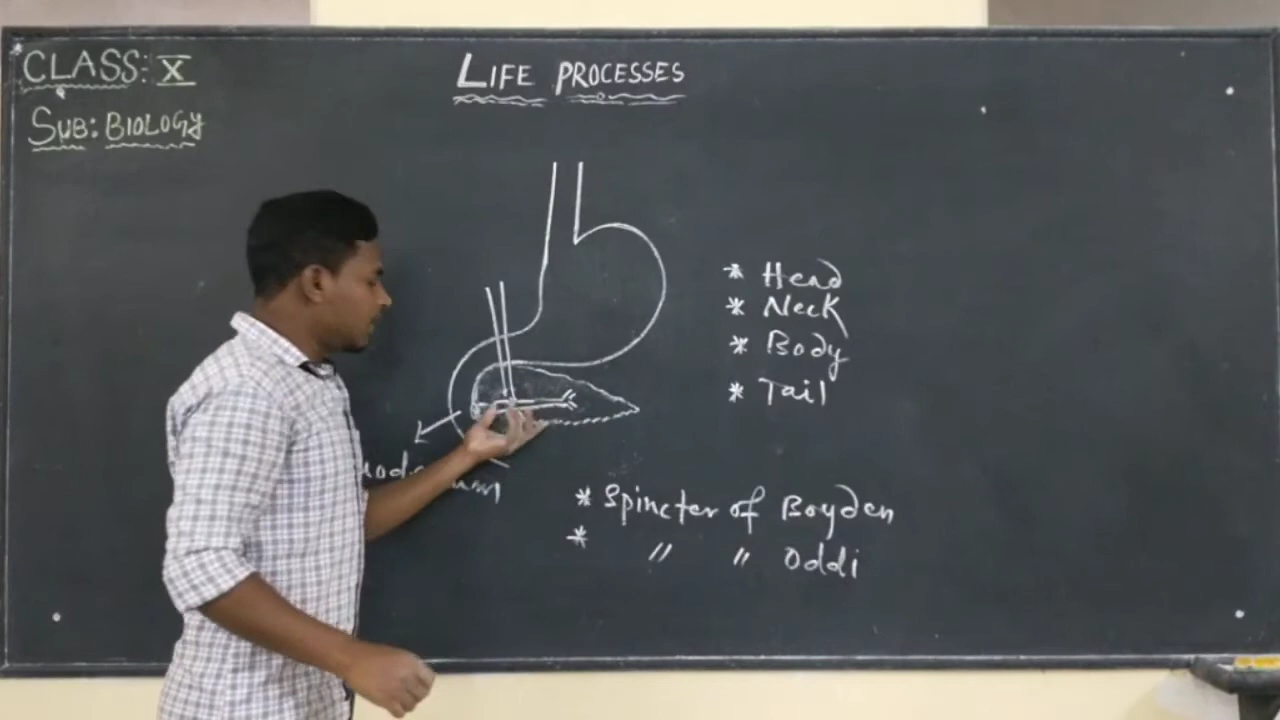 CLASS: X
SUB: BIOLOGY
LIFE PROCESSES
* Head
* Neck
* Body
* Tail
* Spincter of Boyden
* " " Oddi